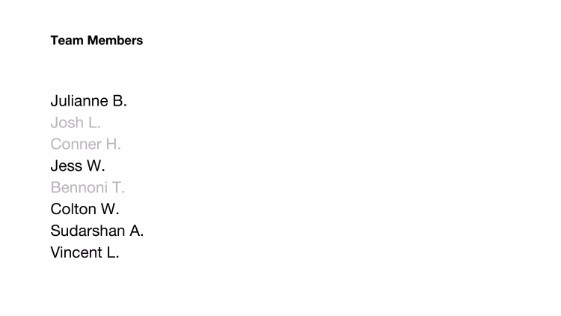 Team Members
Julianne B.
Josh L.
Conner H.
Jess W.
Bennoni T.
Colton W.
Sudarshan A.
Vincent L.